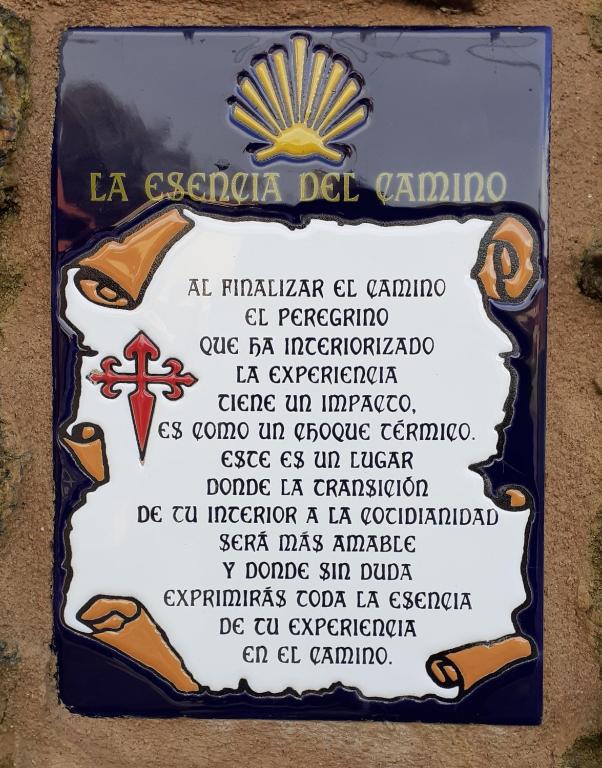 LA ESENCIA DEL CAMINO
AL FINALIZAR EL CAMINO
EL PEREGRINO
QUE HA INTERIORIZADO
LA EXPERIENCIA
TIENE UN IMPACTO,
ES COMO UN CHOQUE TÉRMICO.
ESTE ES UN LUGAR
DONDE LA TRANSICIÓN
DE TU INTERIOR A LA COTIDIANIDAD
SERÁ MÁS AMABLE
Y DONDE SIN DUDA
EXPRIMIRÁS TODA LA ESENCIA
DE TU EXPERIENCIA
EN EL CAMINO.